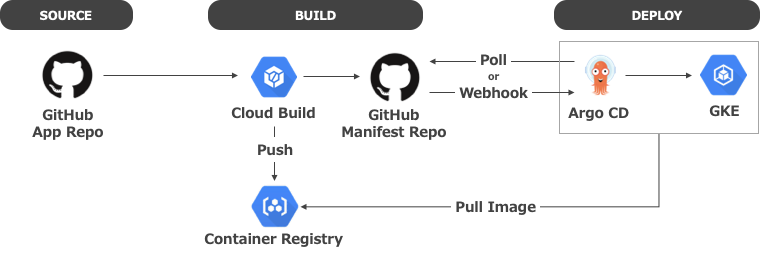 SOURCE
BUILD
DEPLOY
GitHub
App Repo
Cloud Build
GitHub
Manifest Repo
Poll
or
Webhook
Argo CD
GKE
Push
Pull Image
Container Registry